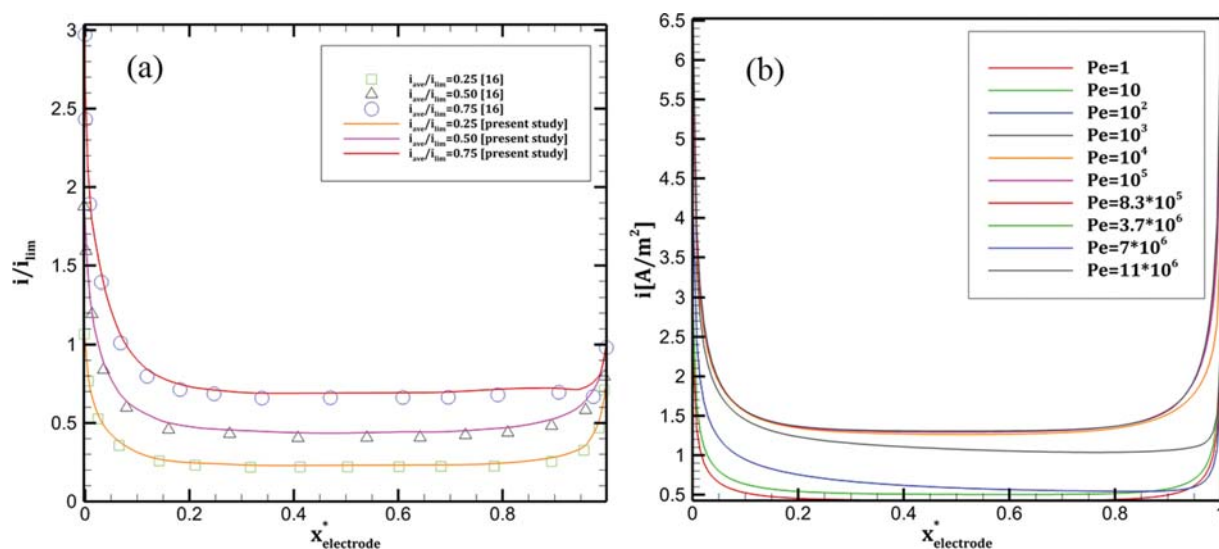 (a)
i/i_lim
3
2.5
2
1.5
1
0.5
0
0 0.2 0.4 0.6 0.8 1
x*_electrode
i_ave/i_lim=0.25 [16]
i_ave/i_lim=0.50 [16]
i_ave/i_lim=0.75 [16]
i_ave/i_lim=0.25 [present study]
i_ave/i_lim=0.50 [present study]
i_ave/i_lim=0.75 [present study]
(b)
i[A/m²]
6.5
6
5.5
5
4.5
4
3.5
3
2.5
2
1.5
1
0.5
0 0.2 0.4 0.6 0.8 1
x*_electrode
Pe=1
Pe=10
Pe=10²
Pe=10³
Pe=10⁴
Pe=10⁵
Pe=8.3*10⁵
Pe=3.7*10⁶
Pe=7*10⁶
Pe=11*10⁶